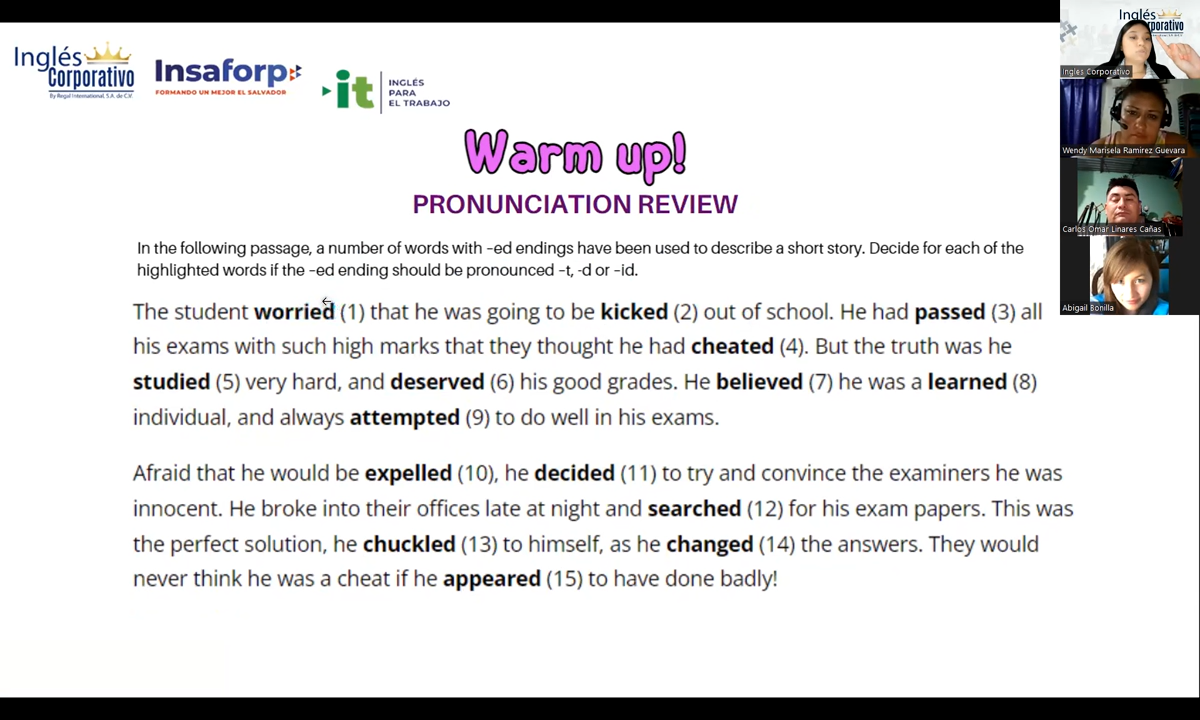 Inglés
Corporativo
By Regal International, S.A. de C.V.
Insaforp
FORMANDO UN MEJOR EL SALVADOR
it
INGLÉS
PARA
EL TRABAJO
Warm up!
PRONUNCIATION REVIEW
In the following passage, a number of words with –ed endings have been used to describe a short story. Decide for each of the
highlighted words if the –ed ending should be pronounced –t, -d or –id.
The student worried (1) that he was going to be kicked (2) out of school. He had passed (3) all
his exams with such high marks that they thought he had cheated (4). But the truth was he
studied (5) very hard, and deserved (6) his good grades. He believed (7) he was a learned (8)
individual, and always attempted (9) to do well in his exams.
Afraid that he would be expelled (10), he decided (11) to try and convince the examiners he was
innocent. He broke into their offices late at night and searched (12) for his exam papers. This was
the perfect solution, he chuckled (13) to himself, as he changed (14) the answers. They would
never think he was a cheat if he appeared (15) to have done badly!
Inglés
Corporativo
Ingles Corporativo
Wendy Marisela Ramirez Guevara
Carlos Omar Linares Cañas
Abigail Bonilla